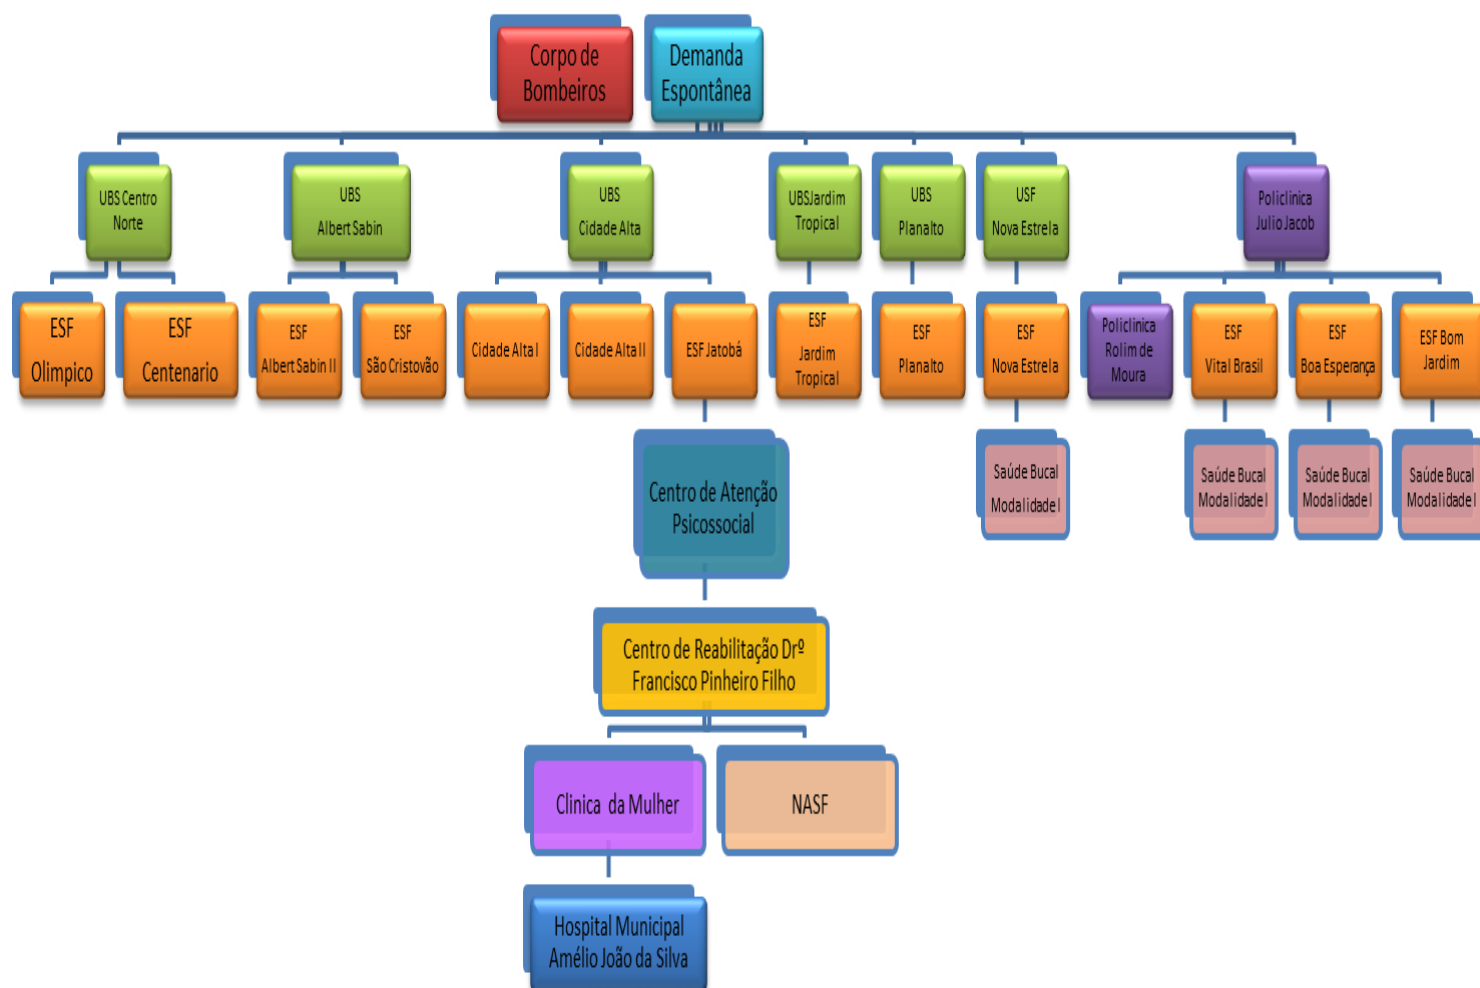 Corpo de
Bombeiros
Demanda
Espontânea
UBS Centro
Norte
UBS
Albert Sabin
UBS
Cidade Alta
UBSJardim
Tropical
UBS
Planalto
USF
Nova Estrela
Policlinica
Julio Jacob
ESF
Olimpico
ESF
Centenario
ESF
Albert Sabin II
ESF
São Cristovão
Cidade Alta I
Cidade Alta II
ESF Jatobá
ESF
Jardim
Tropical
ESF
Planalto
ESF
Nova Estrela
Policlinica
Rolim de
Moura
ESF
Vital Brasil
ESF
Boa Esperança
ESF Bom
Jardim
Centro de Atenção
Psicossocial
Saúde Bucal
Modalidade I
Saúde Bucal
Modalidade I
Saúde Bucal
Modalidade I
Saúde Bucal
Modalidade I
Centro de Reabilitação Drº
Francisco Pinheiro Filho
Clinica da Mulher
NASF
Hospital Municipal
Amélio João da Silva